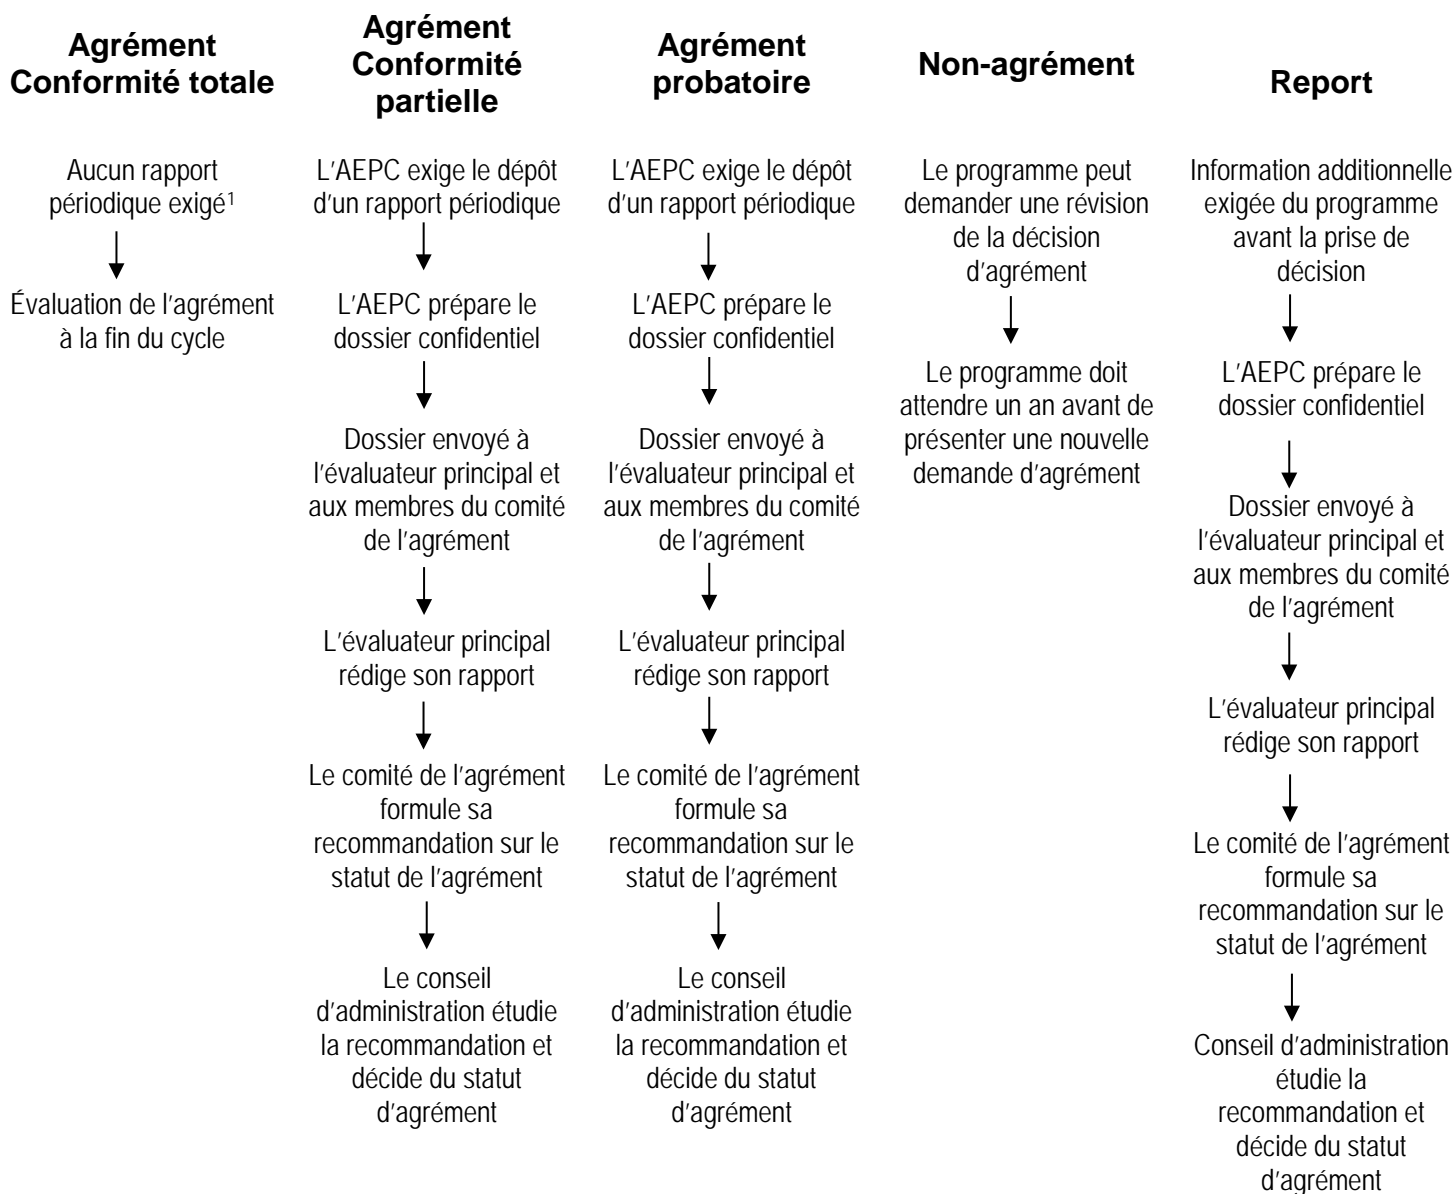 Agrément
Conformité totale
Aucun rapport
périodique exigé¹
Évaluation de l'agrément
à la fin du cycle
Agrément
Conformité
partielle
L'AEPC exige le dépôt
d'un rapport périodique
L'AEPC prépare le
dossier confidentiel
Dossier envoyé à
l'évaluateur principal et
aux membres du comité
de l'agrément
L'évaluateur principal
rédige son rapport
Le comité de l'agrément
formule sa
recommandation sur le
statut de l'agrément
Le conseil
d'administration étudie
la recommandation et
décide du statut
d'agrément
Agrément
probatoire
L'AEPC exige le dépôt
d'un rapport périodique
L'AEPC prépare le
dossier confidentiel
Dossier envoyé à
l'évaluateur principal et
aux membres du comité
de l'agrément
L'évaluateur principal
rédige son rapport
Le comité de l'agrément
formule sa
recommandation sur le
statut de l'agrément
Le conseil
d'administration étudie
la recommandation et
décide du statut
d'agrément
Non-agrément
Le programme peut
demander une révision
de la décision
d'agrément
Le programme doit
attendre un an avant de
présenter une nouvelle
demande d'agrément
Report
Information additionnelle
exigée du programme
avant la prise de
décision
L'AEPC prépare le
dossier confidentiel
Dossier envoyé à
l'évaluateur principal et
aux membres du comité
de l'agrément
L'évaluateur principal
rédige son rapport
Le comité de l'agrément
formule sa
recommandation sur le
statut de l'agrément
Conseil d'administration
étudie la
recommandation et
décide du statut
d'agrément